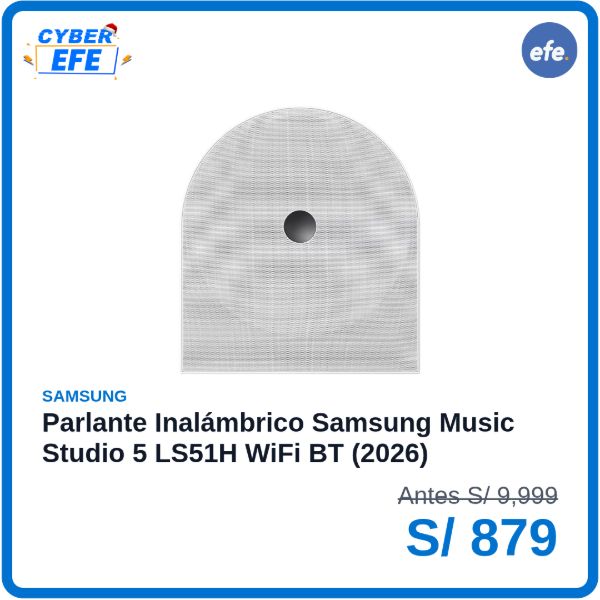 CYBER
EFE
efe.
SAMSUNG
Parlante Inalámbrico Samsung Music
Studio 5 LS51H WiFi BT (2026)
Antes S/ 9,999
S/ 879